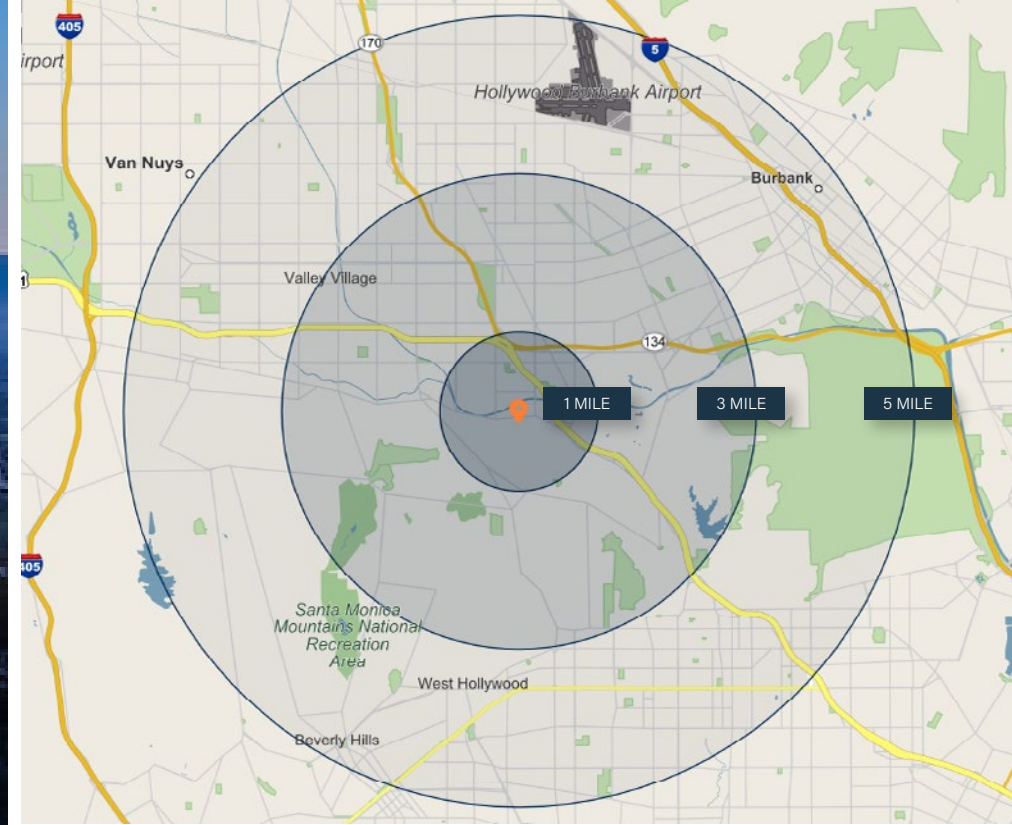 405
170
5
irport
Hollywood Burbank Airport
Van Nuys
Burbank
Valley Village
1
134
1 MILE
3 MILE
5 MILE
405
Santa Monica
Mountains National
Recreation
Area
West Hollywood
Beverly Hills